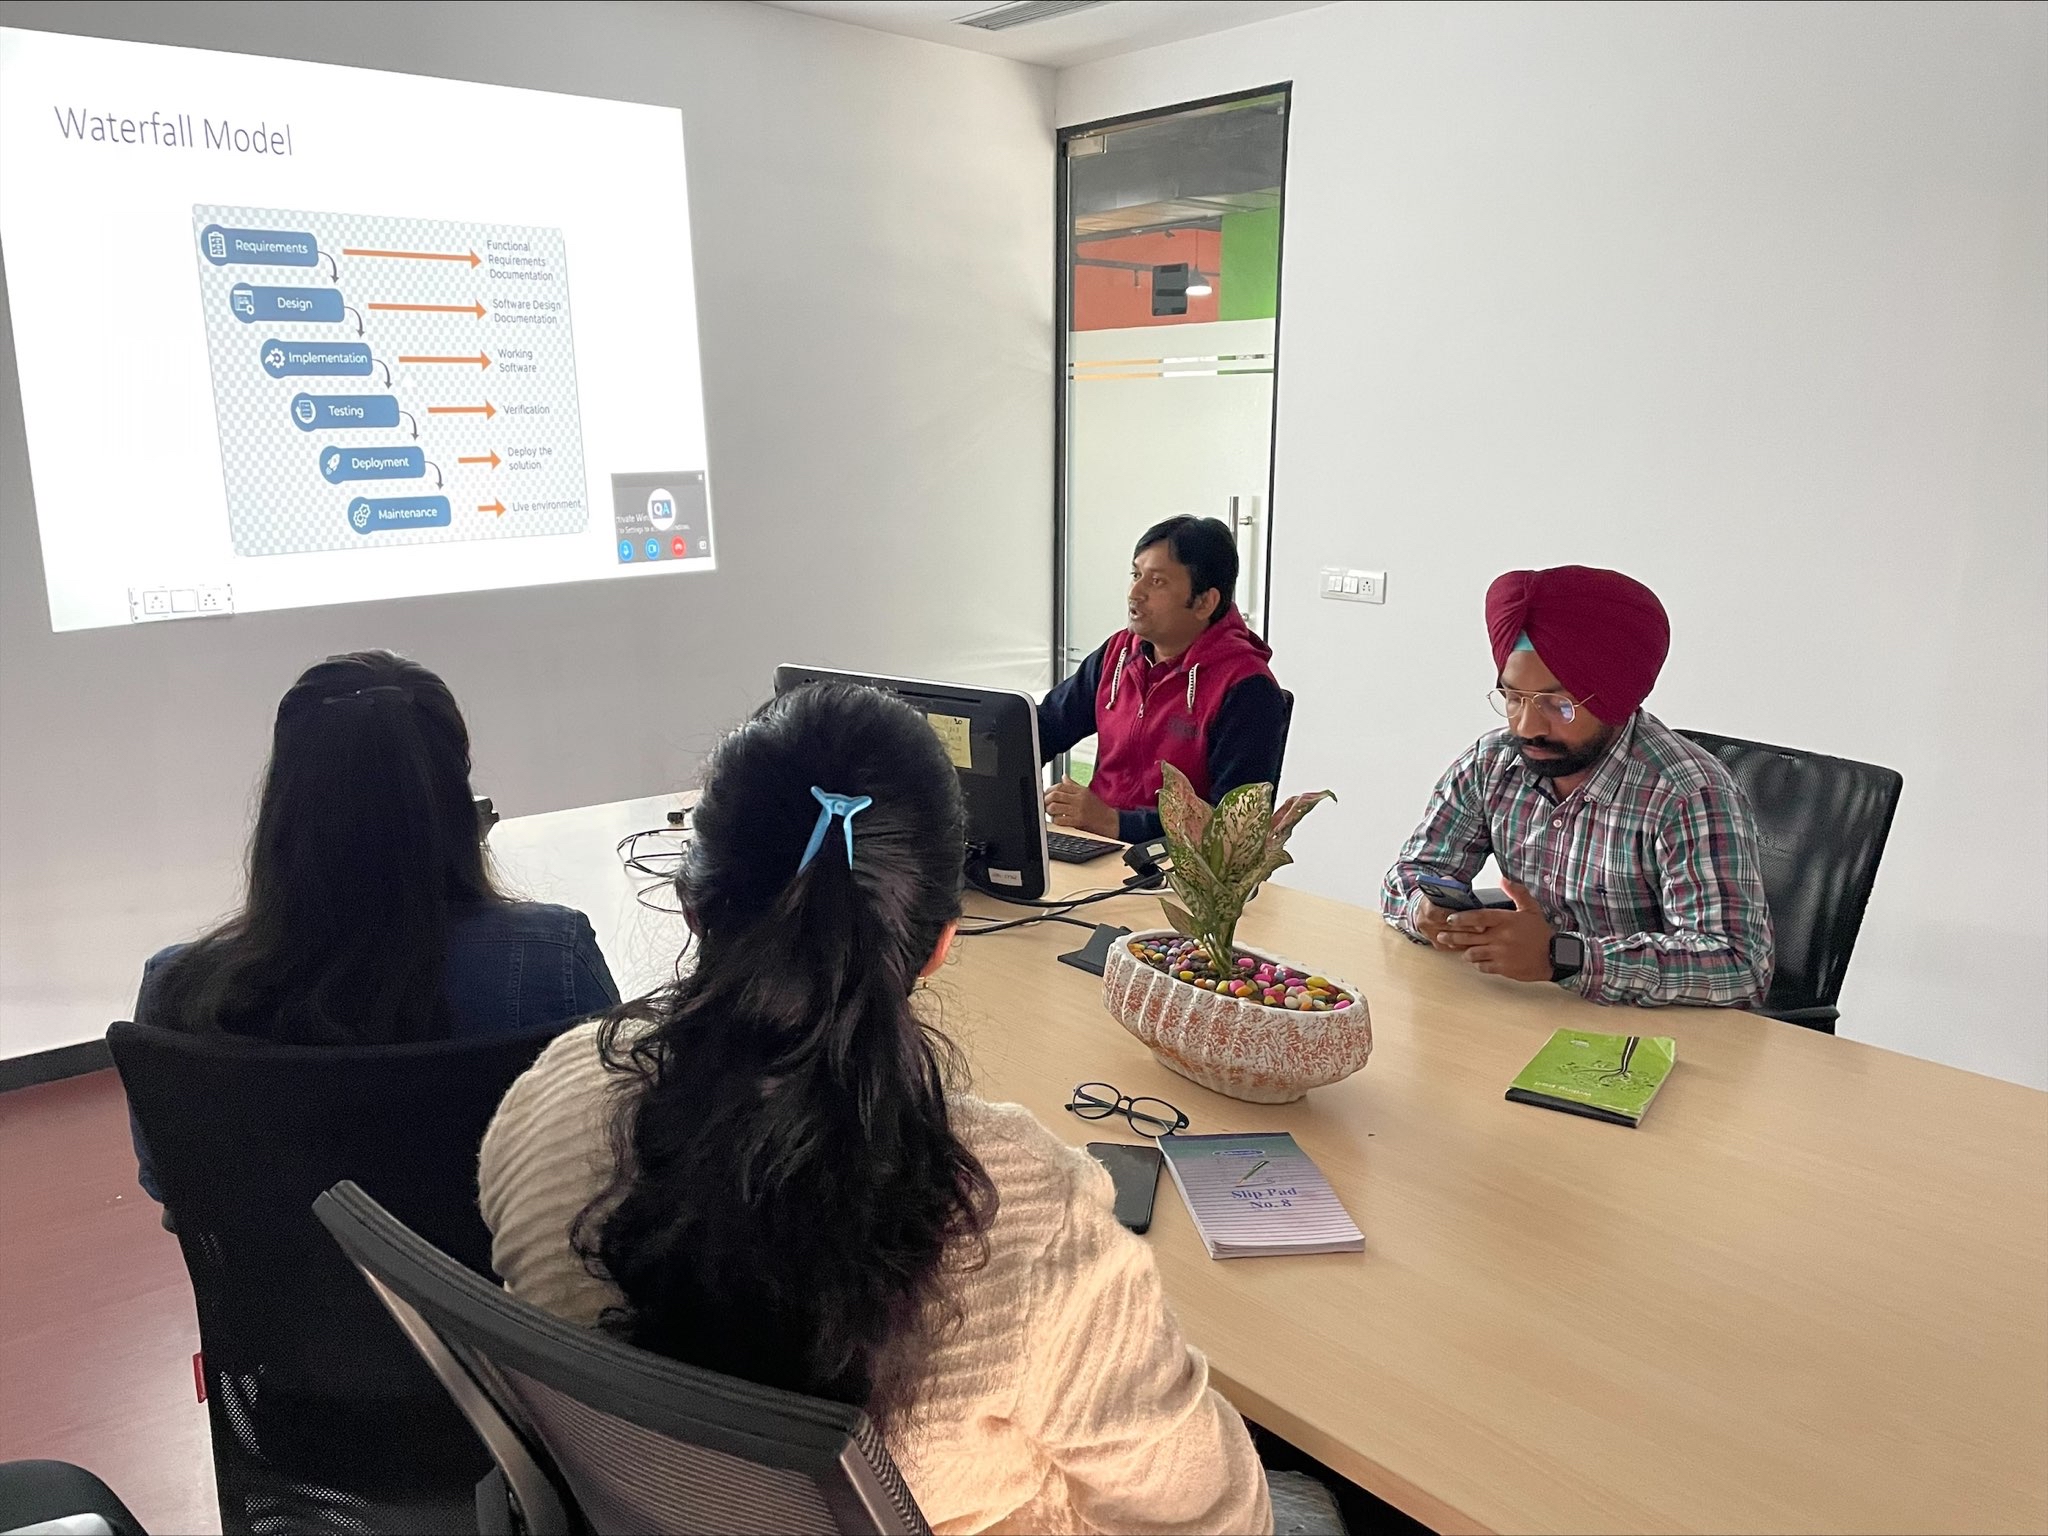 Waterfall Model
Requirements
Functional
Requirements
Documentation
Design
Software Design
Documentation
Implementation
Working
Software
Testing
Verification
Deployment
Deploy the
solution
Maintenance
Live environment
QA
Slip Pad
No. 8